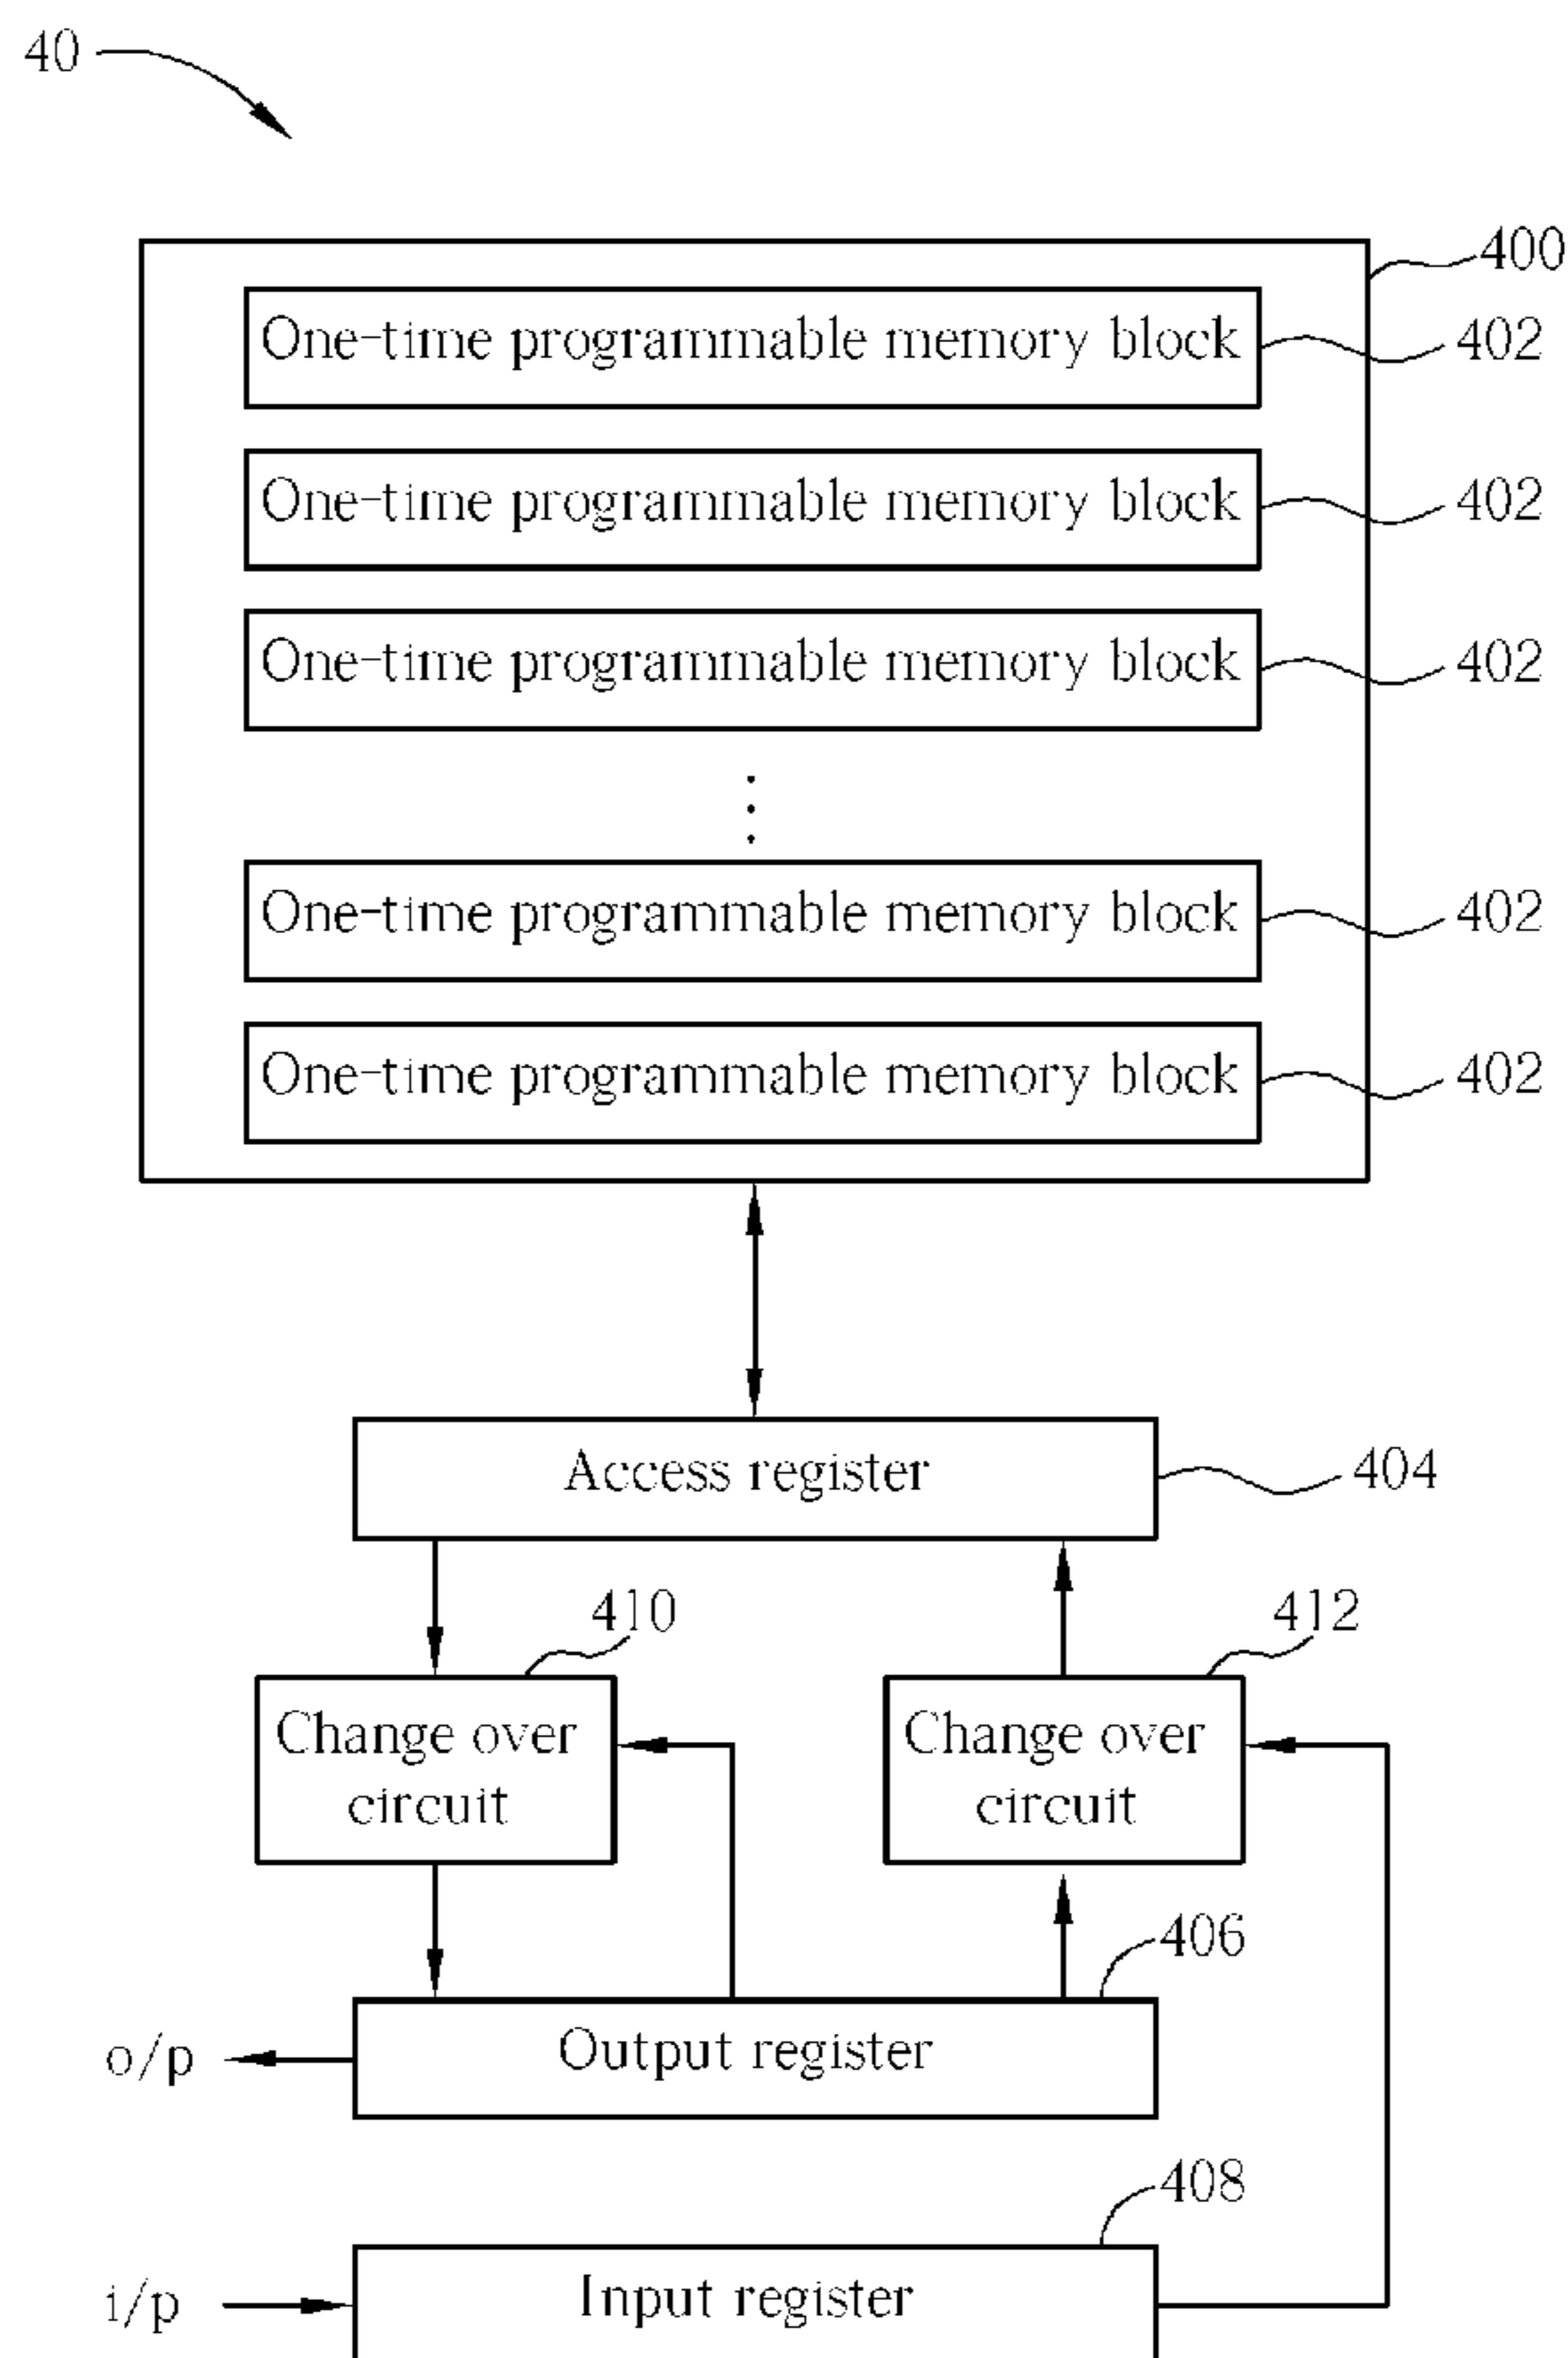 40
400
One-time programmable memory block
402
One-time programmable memory block
402
One-time programmable memory block
402
One-time programmable memory block
402
One-time programmable memory block
402
Access register
404
410
412
Change over
circuit
Change over
circuit
406
o/p
Output register
408
i/p
Input register